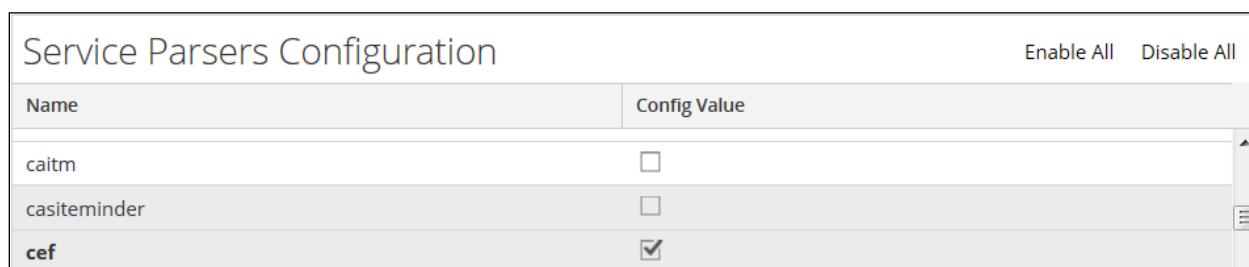 Service Parsers Configuration Enable All Disable All
Name Config Value
caitm
casiteminder
cef